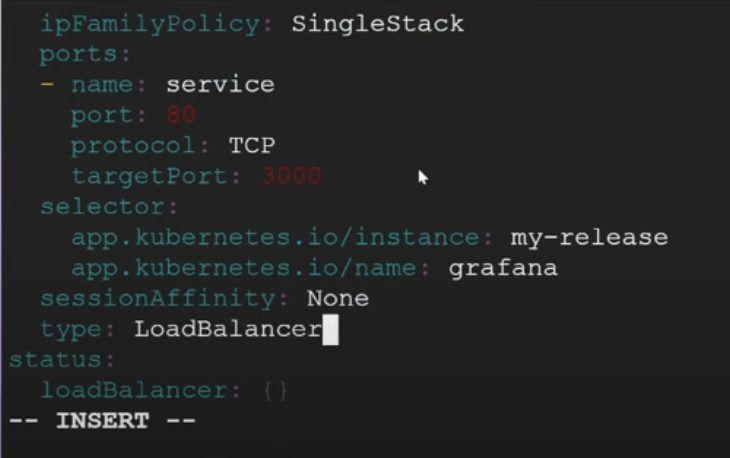 ipFamilyPolicy: SingleStack
ports:
- name: service
port: 80
protocol: TCP
targetPort: 3000
selector:
app.kubernetes.io/instance: my-release
app.kubernetes.io/name: grafana
sessionAffinity: None
type: LoadBalancer
status:
loadBalancer: {}
-- INSERT --